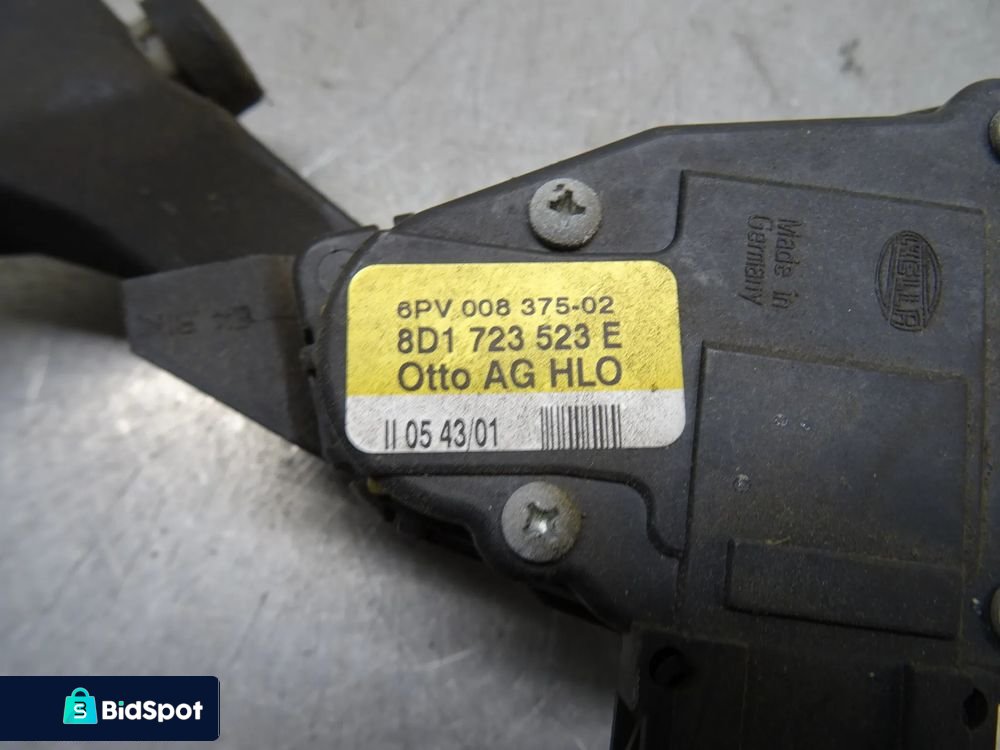 6PV 008 375-02
8D1 723 523 E
Otto AG HLO
II 05 43/01
Made in
Germany
HELLA
BidSpot